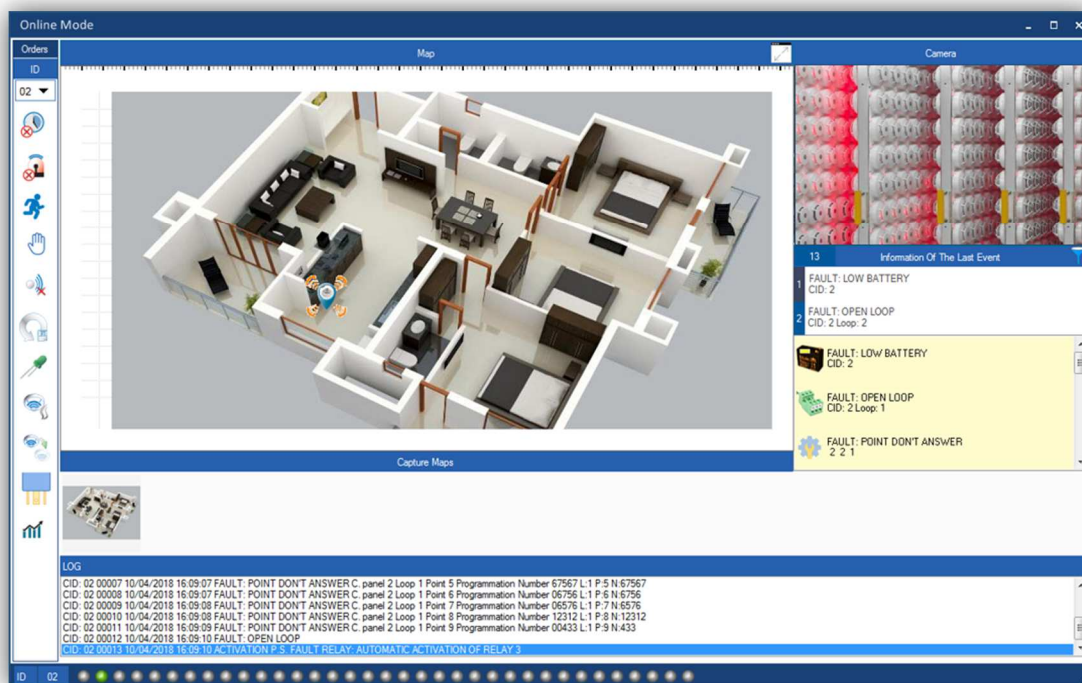 Online Mode
Orders
Map
Camera
ID
02
13
Information Of The Last Event
1
FAULT: LOW BATTERY
CID: 2
2
FAULT: OPEN LOOP
CID: 2 Loop: 2
FAULT: LOW BATTERY
CID: 2
FAULT: OPEN LOOP
CID: 2 Loop: 1
FAULT: POINT DON'T ANSWER
2 2 1
Capture Maps
LOG
CID: 02 00007 10/04/2018 16:09:07 FAULT: POINT DON'T ANSWER C. panel 2 Loop 1 Point 5 Programmation Number 67567 L:1 P:5 N:67567
CID: 02 00008 10/04/2018 16:09:07 FAULT: POINT DON'T ANSWER C. panel 2 Loop 1 Point 6 Programmation Number 06756 L:1 P:6 N:6756
CID: 02 00009 10/04/2018 16:09:08 FAULT: POINT DON'T ANSWER C. panel 2 Loop 1 Point 7 Programmation Number 06576 L:1 P:7 N:6576
CID: 02 00010 10/04/2018 16:09:08 FAULT: POINT DON'T ANSWER C. panel 2 Loop 1 Point 8 Programmation Number 12312 L:1 P:8 N:12312
CID: 02 00011 10/04/2018 16:09:09 FAULT: POINT DON'T ANSWER C. panel 2 Loop 1 Point 9 Programmation Number 00433 L:1 P:9 N:433
CID: 02 00012 10/04/2018 16:09:10 FAULT: OPEN LOOP
CID: 02 00013 10/04/2018 16:09:10 ACTIVATION P.S. FAULT RELAY: AUTOMATIC ACTIVATION OF RELAY 3
ID 02